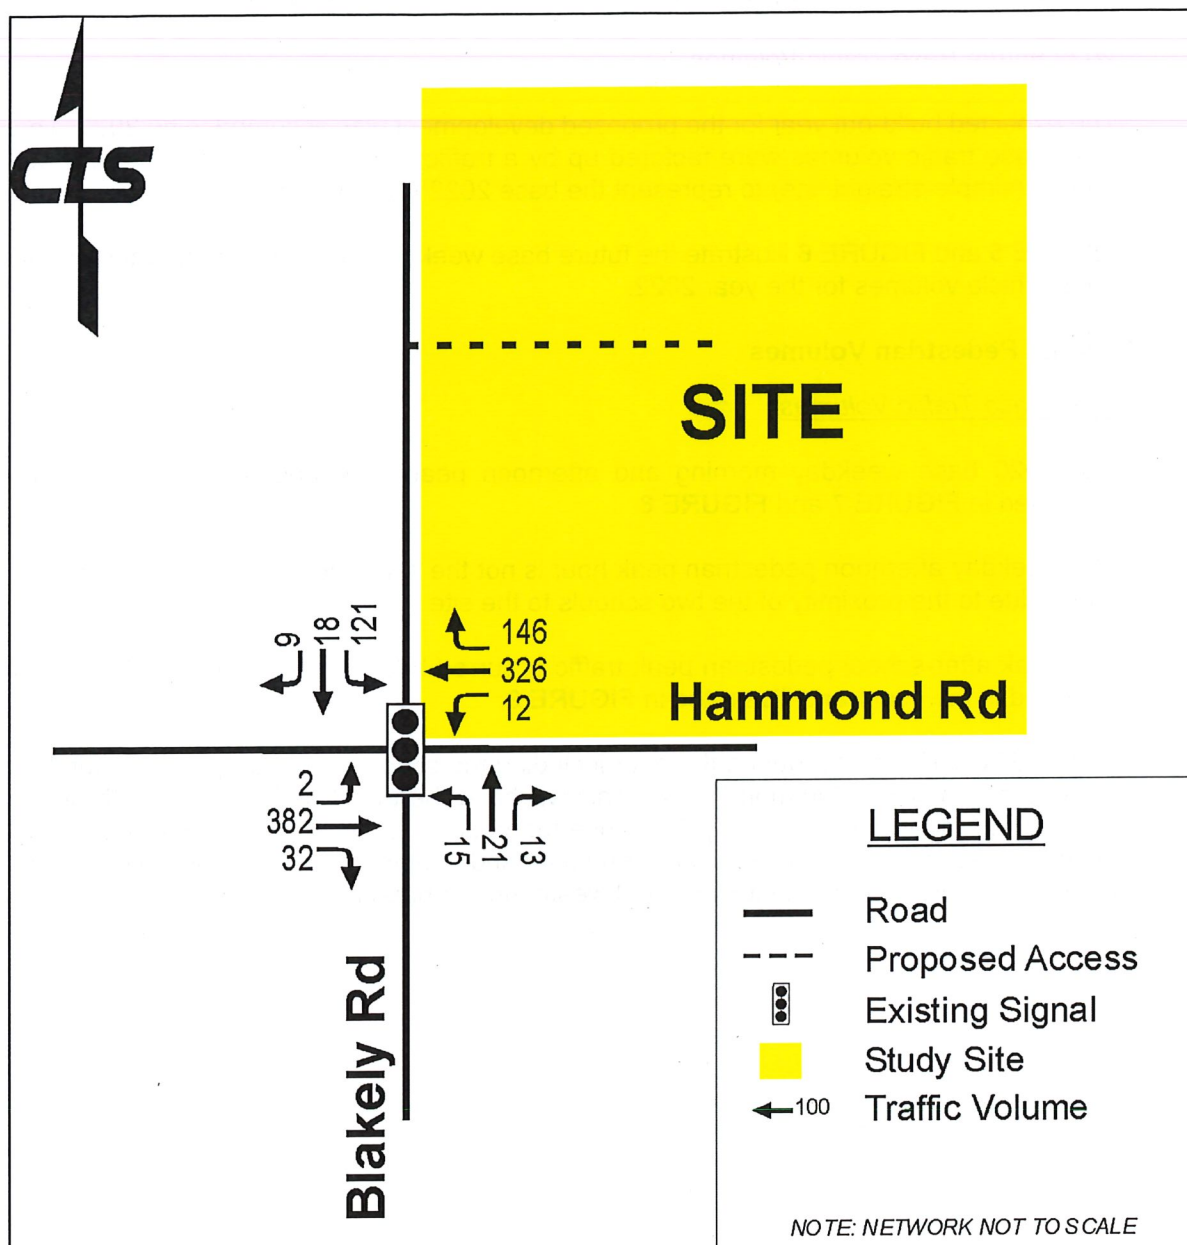 CTS
SITE
9
18
121
146
326
12
Hammond Rd
2
382
32
15
21
13
Blakely Rd
LEGEND
Road
Proposed Access
Existing Signal
Study Site
100 Traffic Volume
NOTE: NETWORK NOT TO SCALE